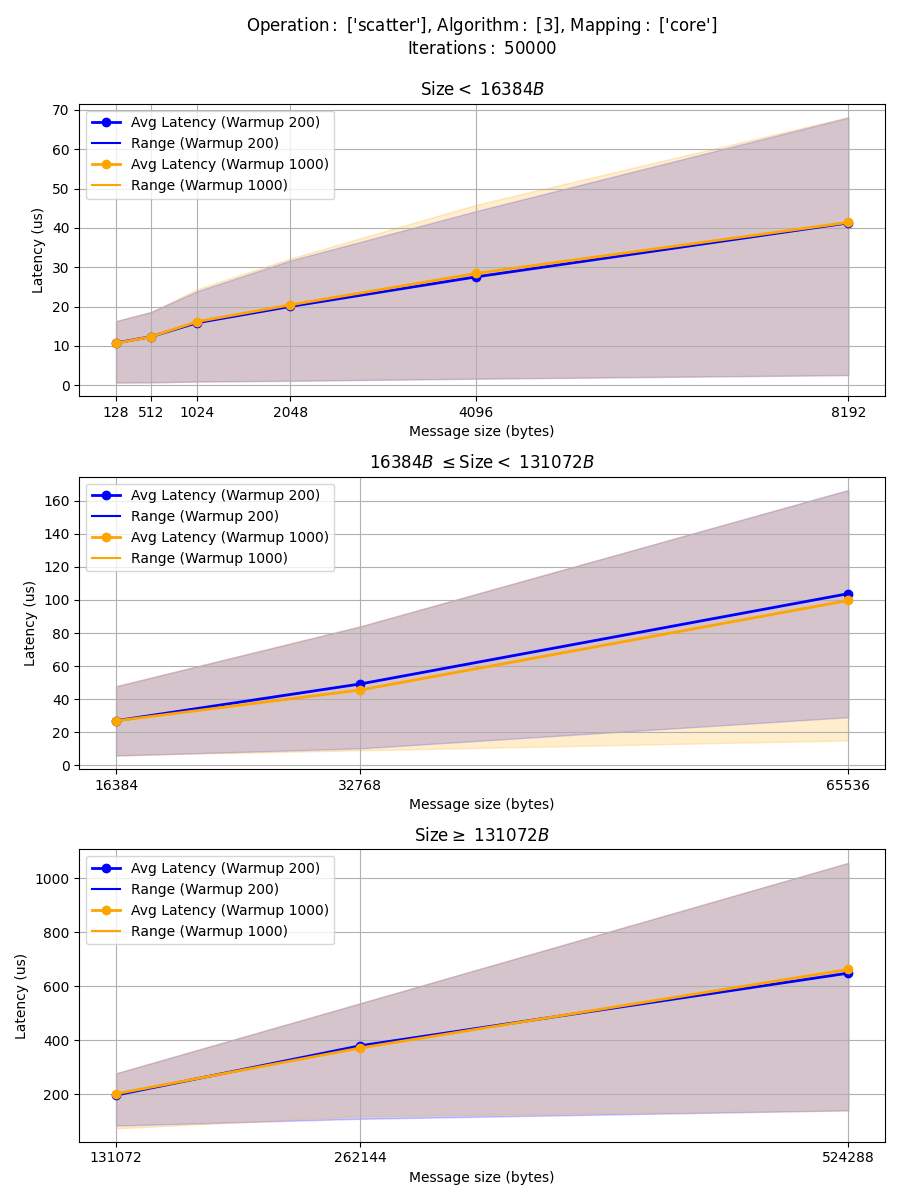 Operation : ['scatter'], Algorithm : [3], Mapping : ['core']
Iterations : 50000
Size < 16384B
70
60
50
40
30
20
10
0
Latency (us)
Avg Latency (Warmup 200)
Range (Warmup 200)
Avg Latency (Warmup 1000)
Range (Warmup 1000)
128 512 1024 2048 4096 8192
Message size (bytes)
16384B ≤ Size < 131072B
160
140
120
100
80
60
40
20
0
Latency (us)
Avg Latency (Warmup 200)
Range (Warmup 200)
Avg Latency (Warmup 1000)
Range (Warmup 1000)
16384 32768 65536
Message size (bytes)
Size ≥ 131072B
1000
800
600
400
200
Latency (us)
Avg Latency (Warmup 200)
Range (Warmup 200)
Avg Latency (Warmup 1000)
Range (Warmup 1000)
131072 262144 524288
Message size (bytes)